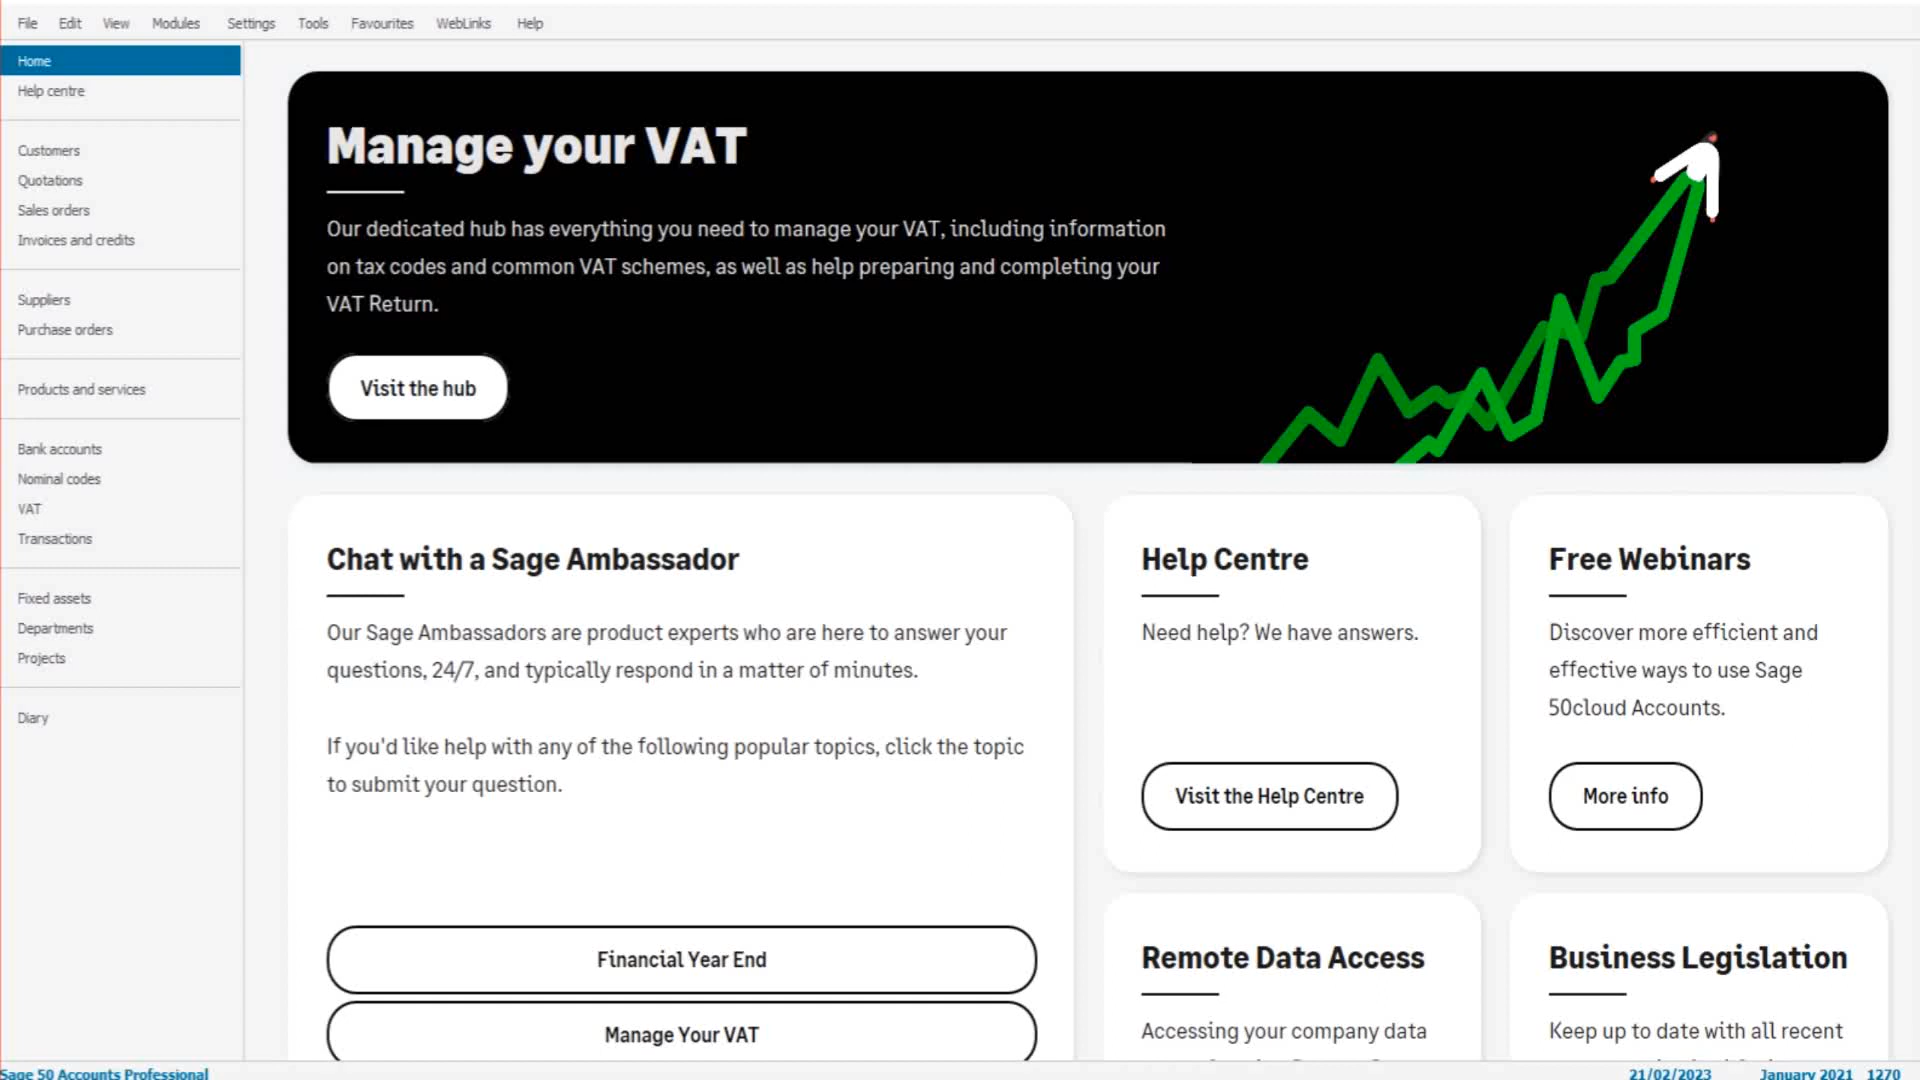 File Edit View Modules Settings Tools Favourites WebLinks Help
Home
Help centre
Customers
Quotations
Sales orders
Invoices and credits
Suppliers
Purchase orders
Products and services
Bank accounts
Nominal codes
VAT
Transactions
Fixed assets
Departments
Projects
Diary
Manage your VAT
Our dedicated hub has everything you need to manage your VAT, including information
on tax codes and common VAT schemes, as well as help preparing and completing your
VAT Return.
Visit the hub
Chat with a Sage Ambassador
Our Sage Ambassadors are product experts who are here to answer your
questions, 24/7, and typically respond in a matter of minutes.
If you'd like help with any of the following popular topics, click the topic
to submit your question.
Financial Year End
Manage Your VAT
Help Centre
Need help? We have answers.
Visit the Help Centre
Free Webinars
Discover more efficient and
effective ways to use Sage
50cloud Accounts.
More info
Remote Data Access
Accessing your company data
Business Legislation
Keep up to date with all recent
Sage 50 Accounts Professional 21/02/2023 January 2021 1270